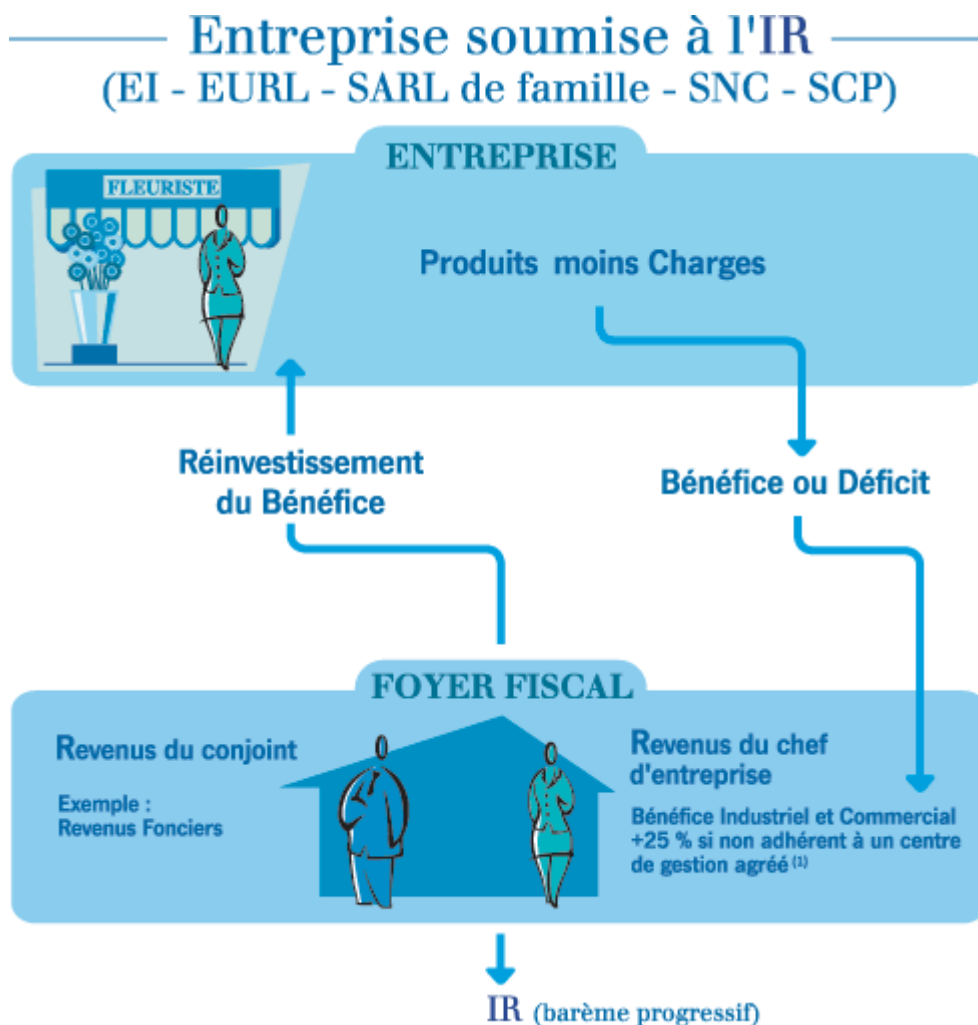 Entreprise soumise à l'IR
(EI - EURL - SARL de famille - SNC - SCP)
ENTREPRISE
FLEURISTE
Produits moins Charges
Réinvestissement
du Bénéfice
Bénéfice ou Déficit
FOYER FISCAL
Revenus du conjoint
Exemple :
Revenus Fonciers
Revenus du chef
d'entreprise
Bénéfice Industriel et Commercial
+25 % si non adhérent à un centre
de gestion agréé (1)
IR (barème progressif)